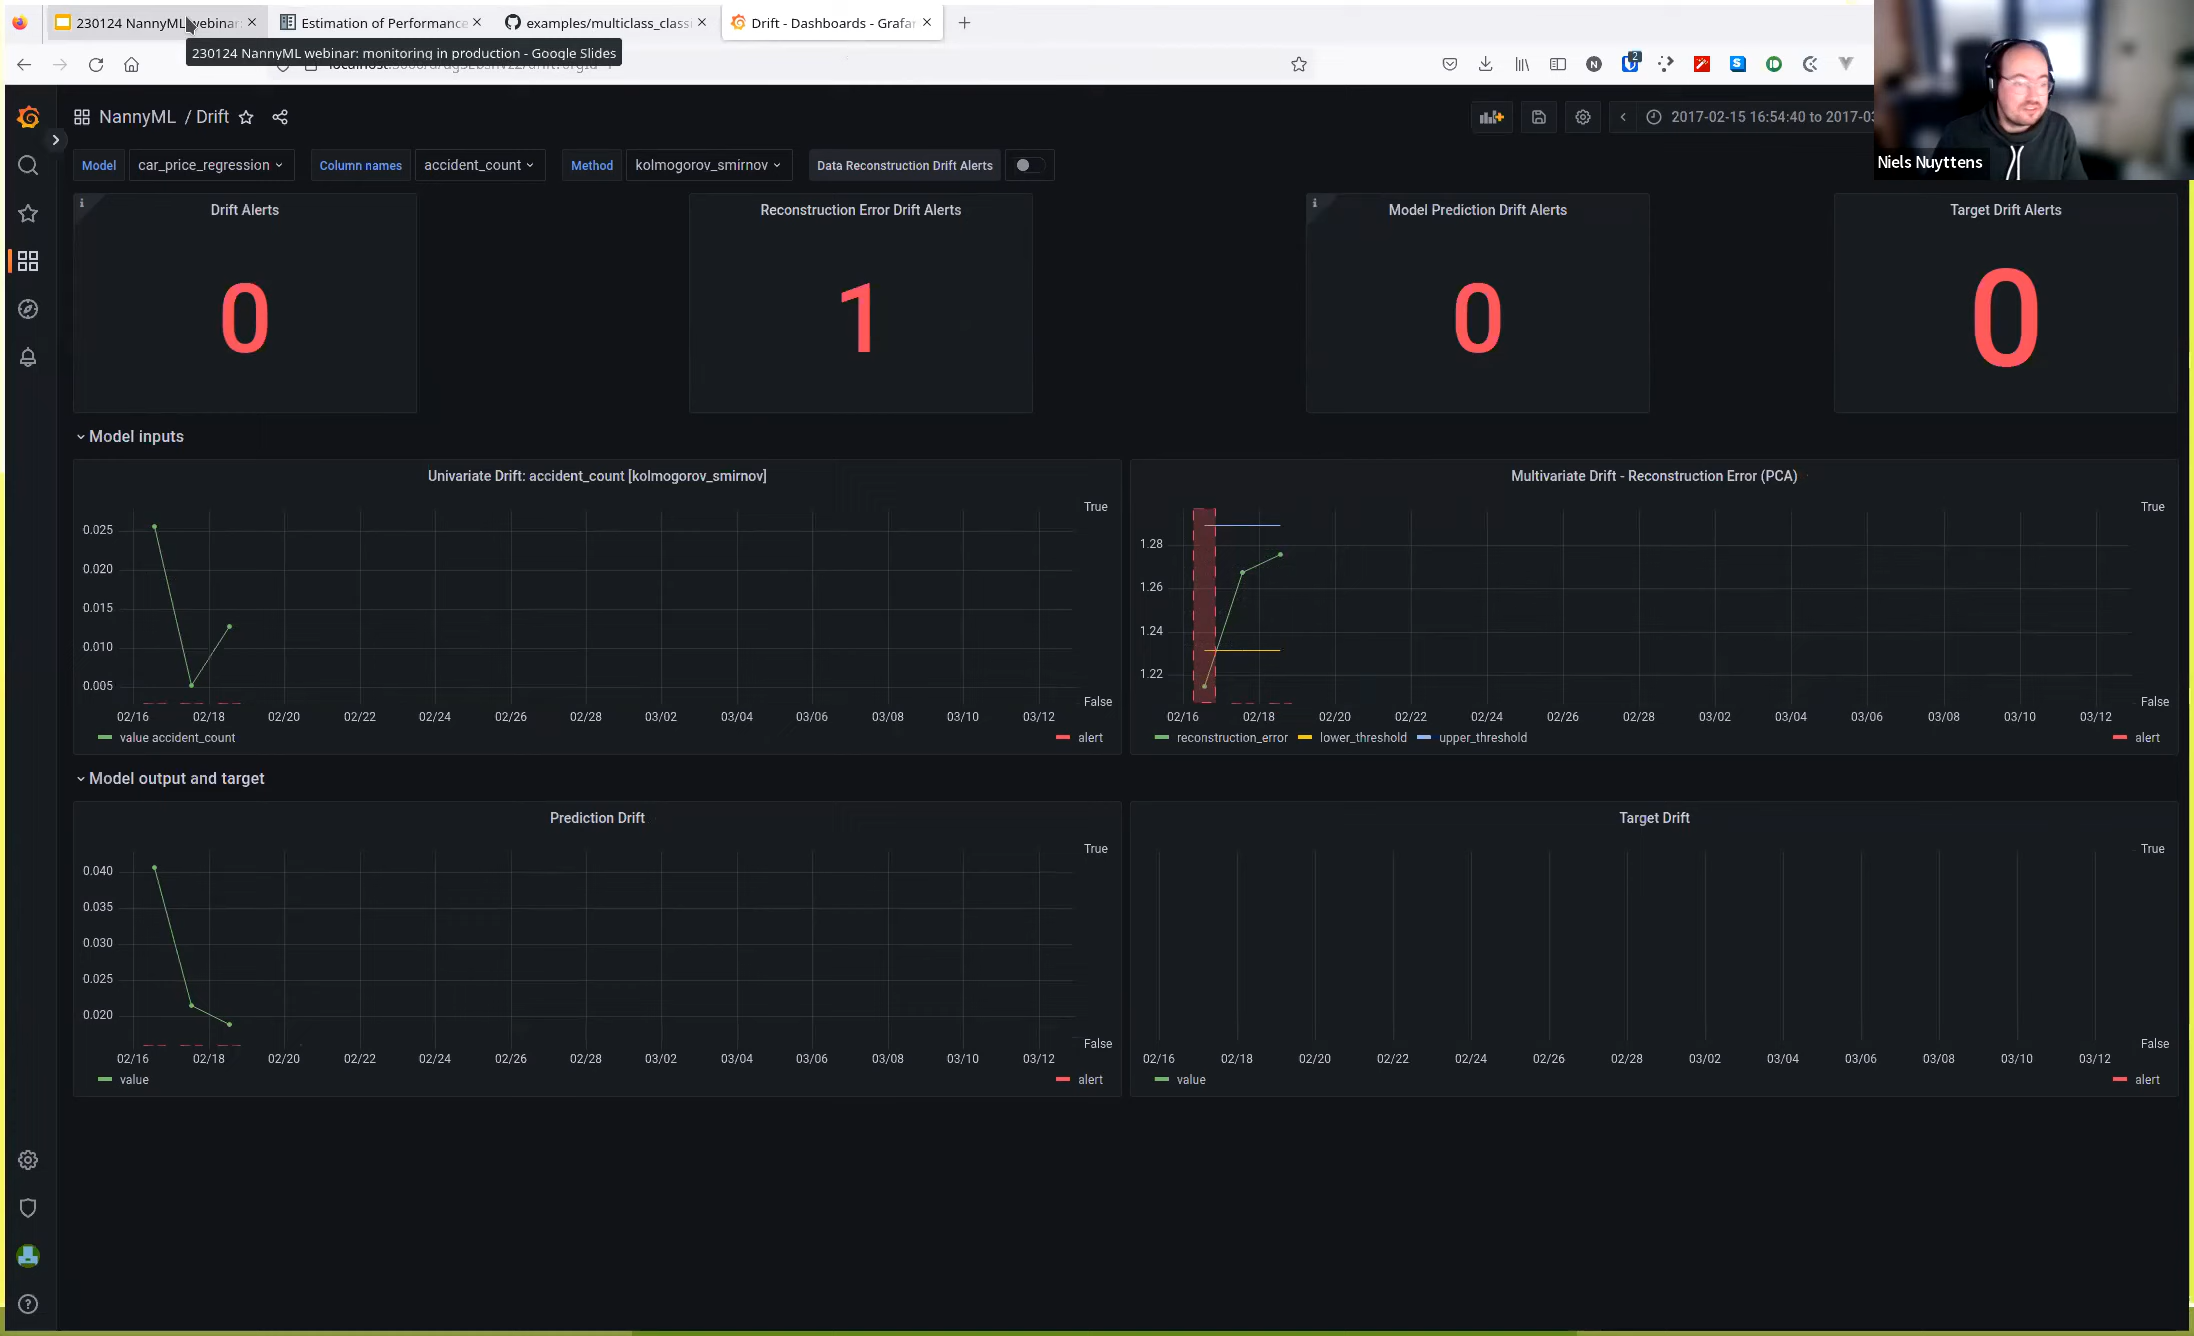 230124 NannyML webinar
Estimation of Performance
examples/multiclass_classi
Drift - Dashboards - Grafan
230124 NannyML webinar: monitoring in production - Google Slides
2
NannyML / Drift
2017-02-15 16:54:40 to 2017-03
Niels Nuyttens
Model
car_price_regression
Column names
accident_count
Method
kolmogorov_smirnov
Data Reconstruction Drift Alerts
Drift Alerts
Reconstruction Error Drift Alerts
Model Prediction Drift Alerts
Target Drift Alerts
0
1
0
0
Model inputs
Univariate Drift: accident_count [kolmogorov_smirnov]
True
0.025
0.020
0.015
0.010
0.005
False
02/16 02/18 02/20 02/22 02/24 02/26 02/28 03/02 03/04 03/06 03/08 03/10 03/12
value accident_count
alert
Multivariate Drift - Reconstruction Error (PCA)
True
1.28
1.26
1.24
1.22
False
02/16 02/18 02/20 02/22 02/24 02/26 02/28 03/02 03/04 03/06 03/08 03/10 03/12
reconstruction_error lower_threshold upper_threshold
alert
Model output and target
Prediction Drift
True
0.040
0.035
0.030
0.025
0.020
False
02/16 02/18 02/20 02/22 02/24 02/26 02/28 03/02 03/04 03/06 03/08 03/10 03/12
value
alert
Target Drift
True
False
02/16 02/18 02/20 02/22 02/24 02/26 02/28 03/02 03/04 03/06 03/08 03/10 03/12
value
alert